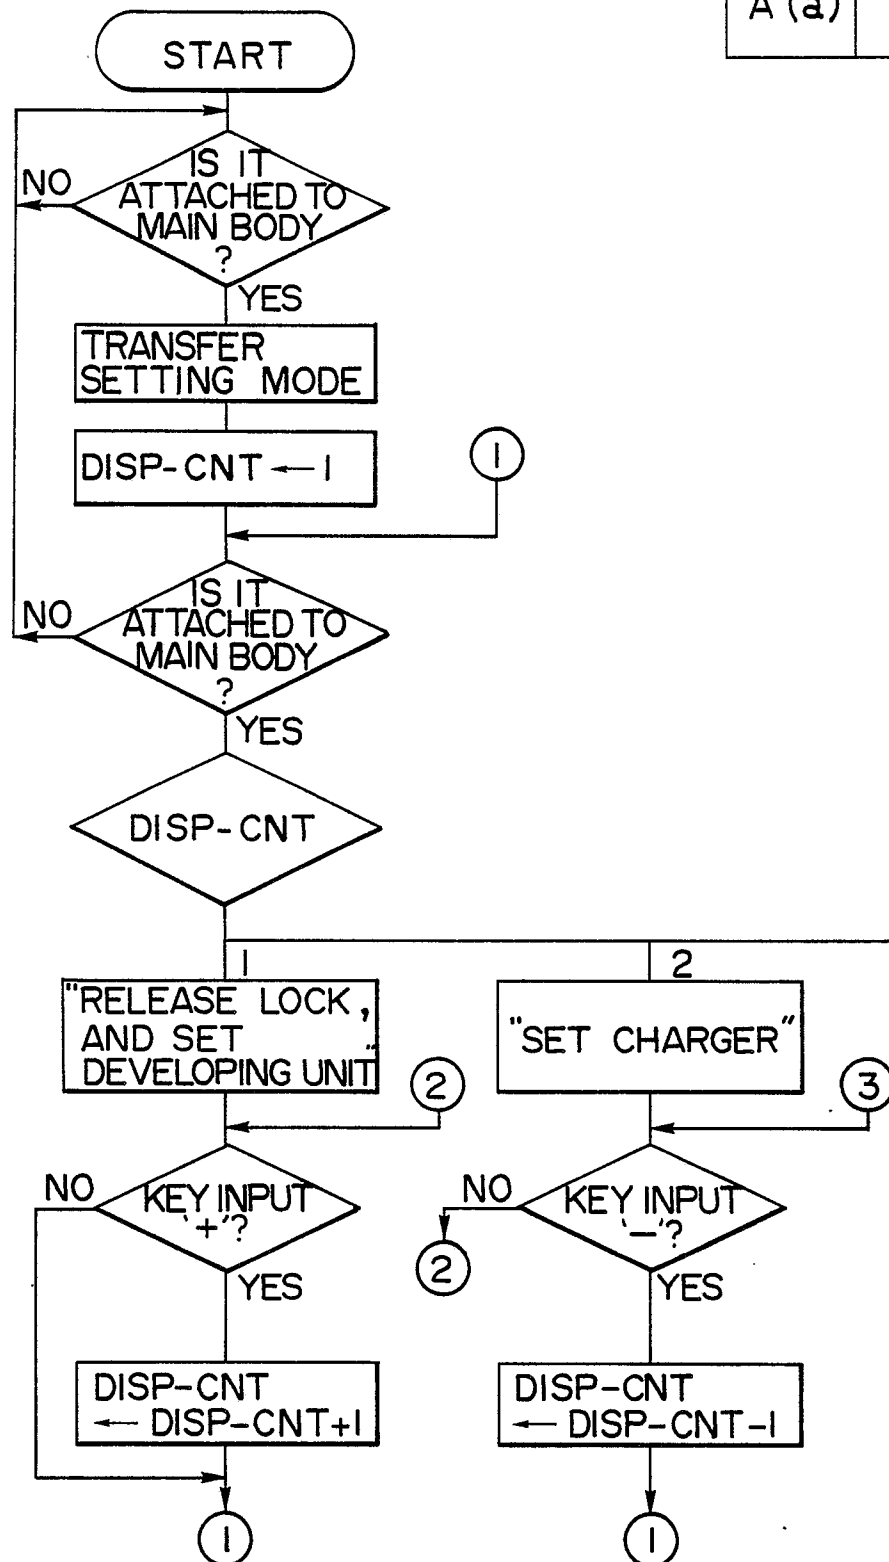 A (a)
START
IS IT
ATTACHED TO
MAIN BODY
?
NO
YES
TRANSFER
SETTING MODE
DISP-CNT ← 1
1
IS IT
ATTACHED TO
MAIN BODY
?
NO
YES
DISP-CNT
1
2
"RELEASE LOCK,
AND SET
DEVELOPING UNIT"
"SET CHARGER"
2
3
KEY INPUT
'+'?
NO
YES
KEY INPUT
'−'?
NO
2
YES
DISP-CNT
← DISP-CNT+1
DISP-CNT
← DISP-CNT-1
1
1